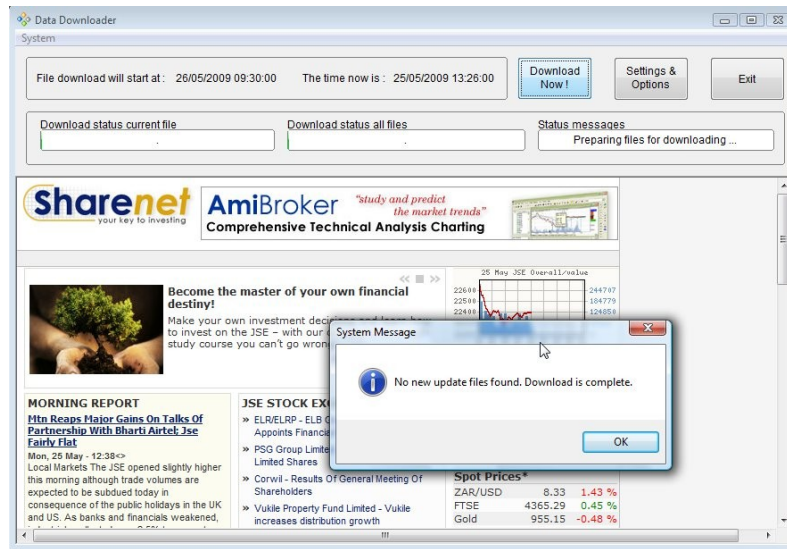 Data Downloader
System
File download will start at : 26/05/2009 09:30:00 The time now is : 25/05/2009 13:26:00
Download Now !
Settings & Options
Exit
Download status current file
.
Download status all files
.
Status messages
Preparing files for downloading ...
Sharenet
your key to investing
AmiBroker
"study and predict
the market trends"
Comprehensive Technical Analysis Charting
Become the master of your own financial
destiny!
Make your own investment
to invest on the JSE – with our
study course you can't go
25 May JSE Overall/value
22600 244707
22500 184779
22400 124850
System Message
No new update files found. Download is complete.
OK
MORNING REPORT
Mtn Reaps Major Gains On Talks Of
Partnership With Bharti Airtel; Jse
Fairly Flat
Mon, 25 May - 12:38<>
Local Markets The JSE opened slightly higher
this morning although trade volumes are
expected to be subdued today in
consequence of the public holidays in the UK
and US. As banks and financials weakened,
JSE STOCK
» ELR/ELRP - ELB
Appoints
» PSG Group
Limited Shares
» Corwil - Results Of General Meeting Of
Shareholders
» Vukile Property Fund Limited - Vukile
increases distribution growth
Spot Prices*
ZAR/USD 8.33 1.43 %
FTSE 4365.29 0.45 %
Gold 955.15 -0.48 %